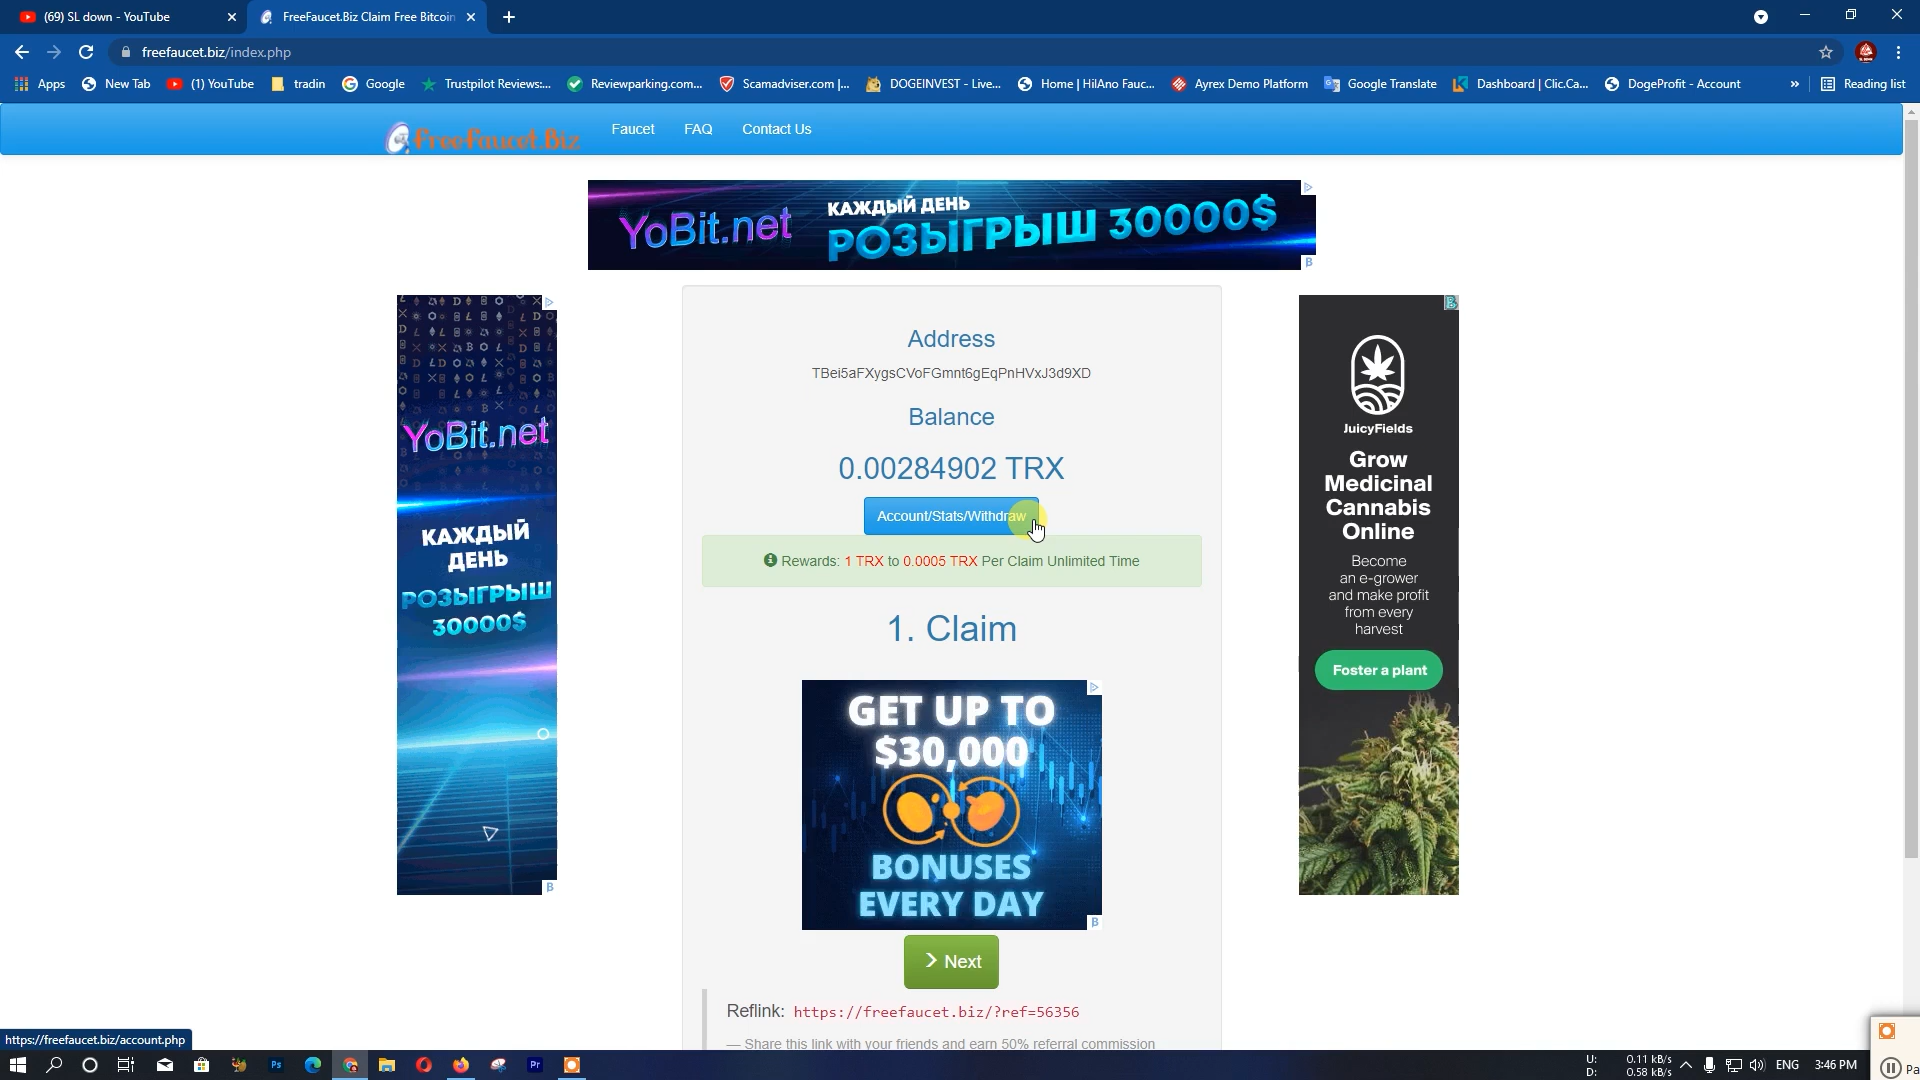 (69) SL down - YouTube
FreeFaucet.Biz Claim Free Bitcoin
freefaucet.biz/index.php
Apps
New Tab
(1) YouTube
tradin
Google
Trustpilot Reviews:...
Reviewparking.com...
Scamadviser.com |...
DOGEINVEST - Live...
Home | HilAno Fauc...
Ayrex Demo Platform
Google Translate
Dashboard | Clic.Ca...
DogeProfit - Account
»
Reading list
FreeFaucet.Biz
Faucet
FAQ
Contact Us
YoBit.net
КАЖДЫЙ ДЕНЬ
РОЗЫГРЫШ 30000$
YoBit.net
КАЖДЫЙ
ДЕНЬ
РОЗЫГРЫШ
30000$
Address
TBei5aFXygsCVoFGmnt6gEqPnHVxJ3d9XD
Balance
0.00284902 TRX
Account/Stats/Withdraw
Rewards: 1 TRX to 0.0005 TRX Per Claim Unlimited Time
1. Claim
GET UP TO
$30,000
BONUSES
EVERY DAY
> Next
Reflink: https://freefaucet.biz/?ref=56356
— Share this link with your friends and earn 50% referral commission
JuicyFields
Grow
Medicinal
Cannabis
Online
Become
an e-grower
and make profit
from every
harvest
Foster a plant
https://freefaucet.biz/account.php
U: 0.11 kB/s
D: 0.58 kB/s
ENG
3:46 PM
Pa